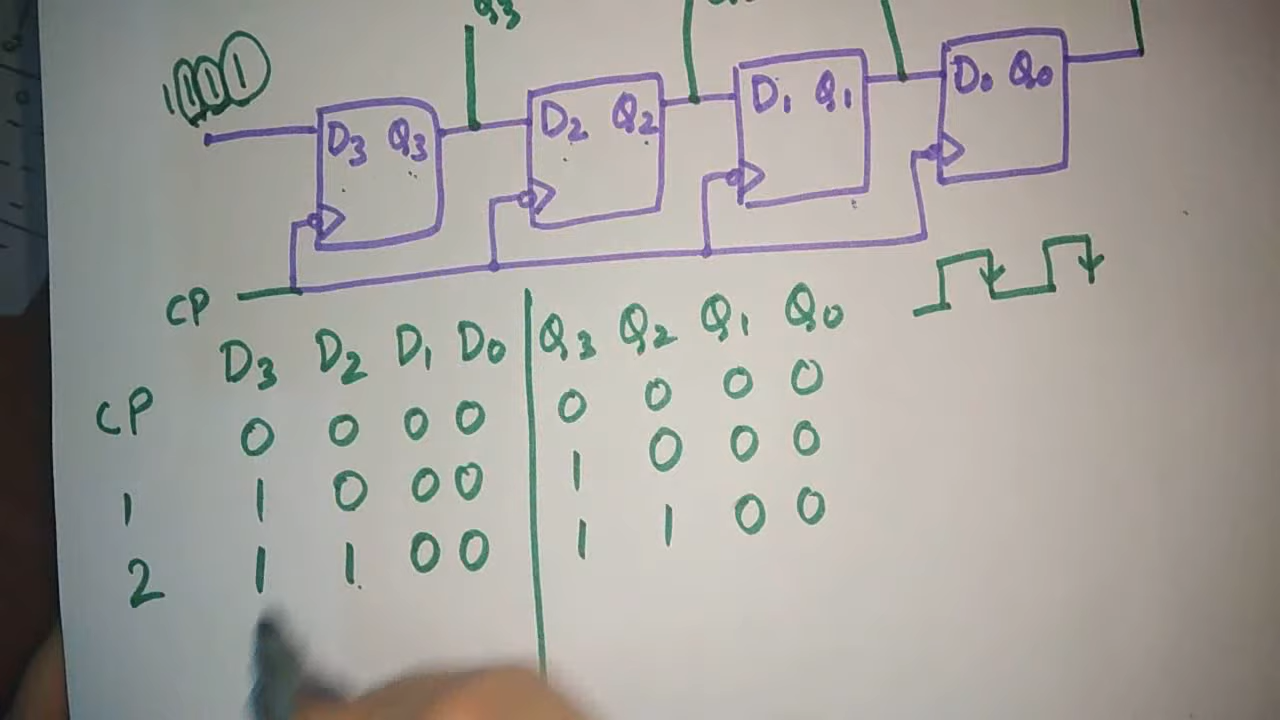 Q3
D3 Q3 D2 Q2 D1 Q1 D0 Q0
CP
D3 D2 D1 D0 Q3 Q2 Q1 Q0
CP
0 0 0 0 0 0 0 0
1 1 0 0 0 1 0 0 0
2 1 1 0 0 1 1 0 0